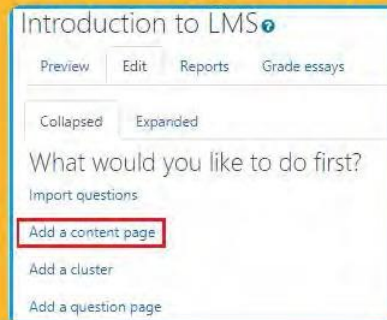 Introduction to LMS
Preview Edit Reports Grade essays
Collapsed Expanded
What would you like to do first?
Import questions
Add a content page
Add a cluster
Add a question page